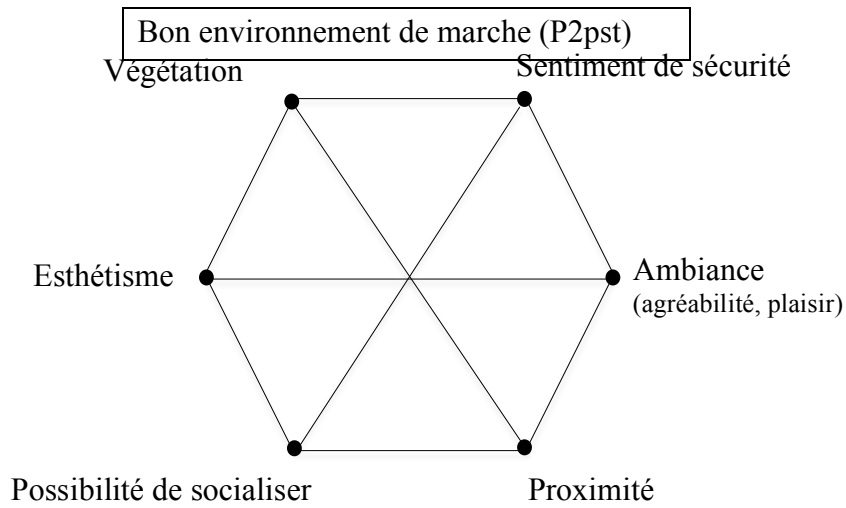 Bon environnement de marche (P2pst)
Végétation
Sentiment de sécurité
Esthétisme
Ambiance
(agréabilité, plaisir)
Possibilité de socialiser
Proximité